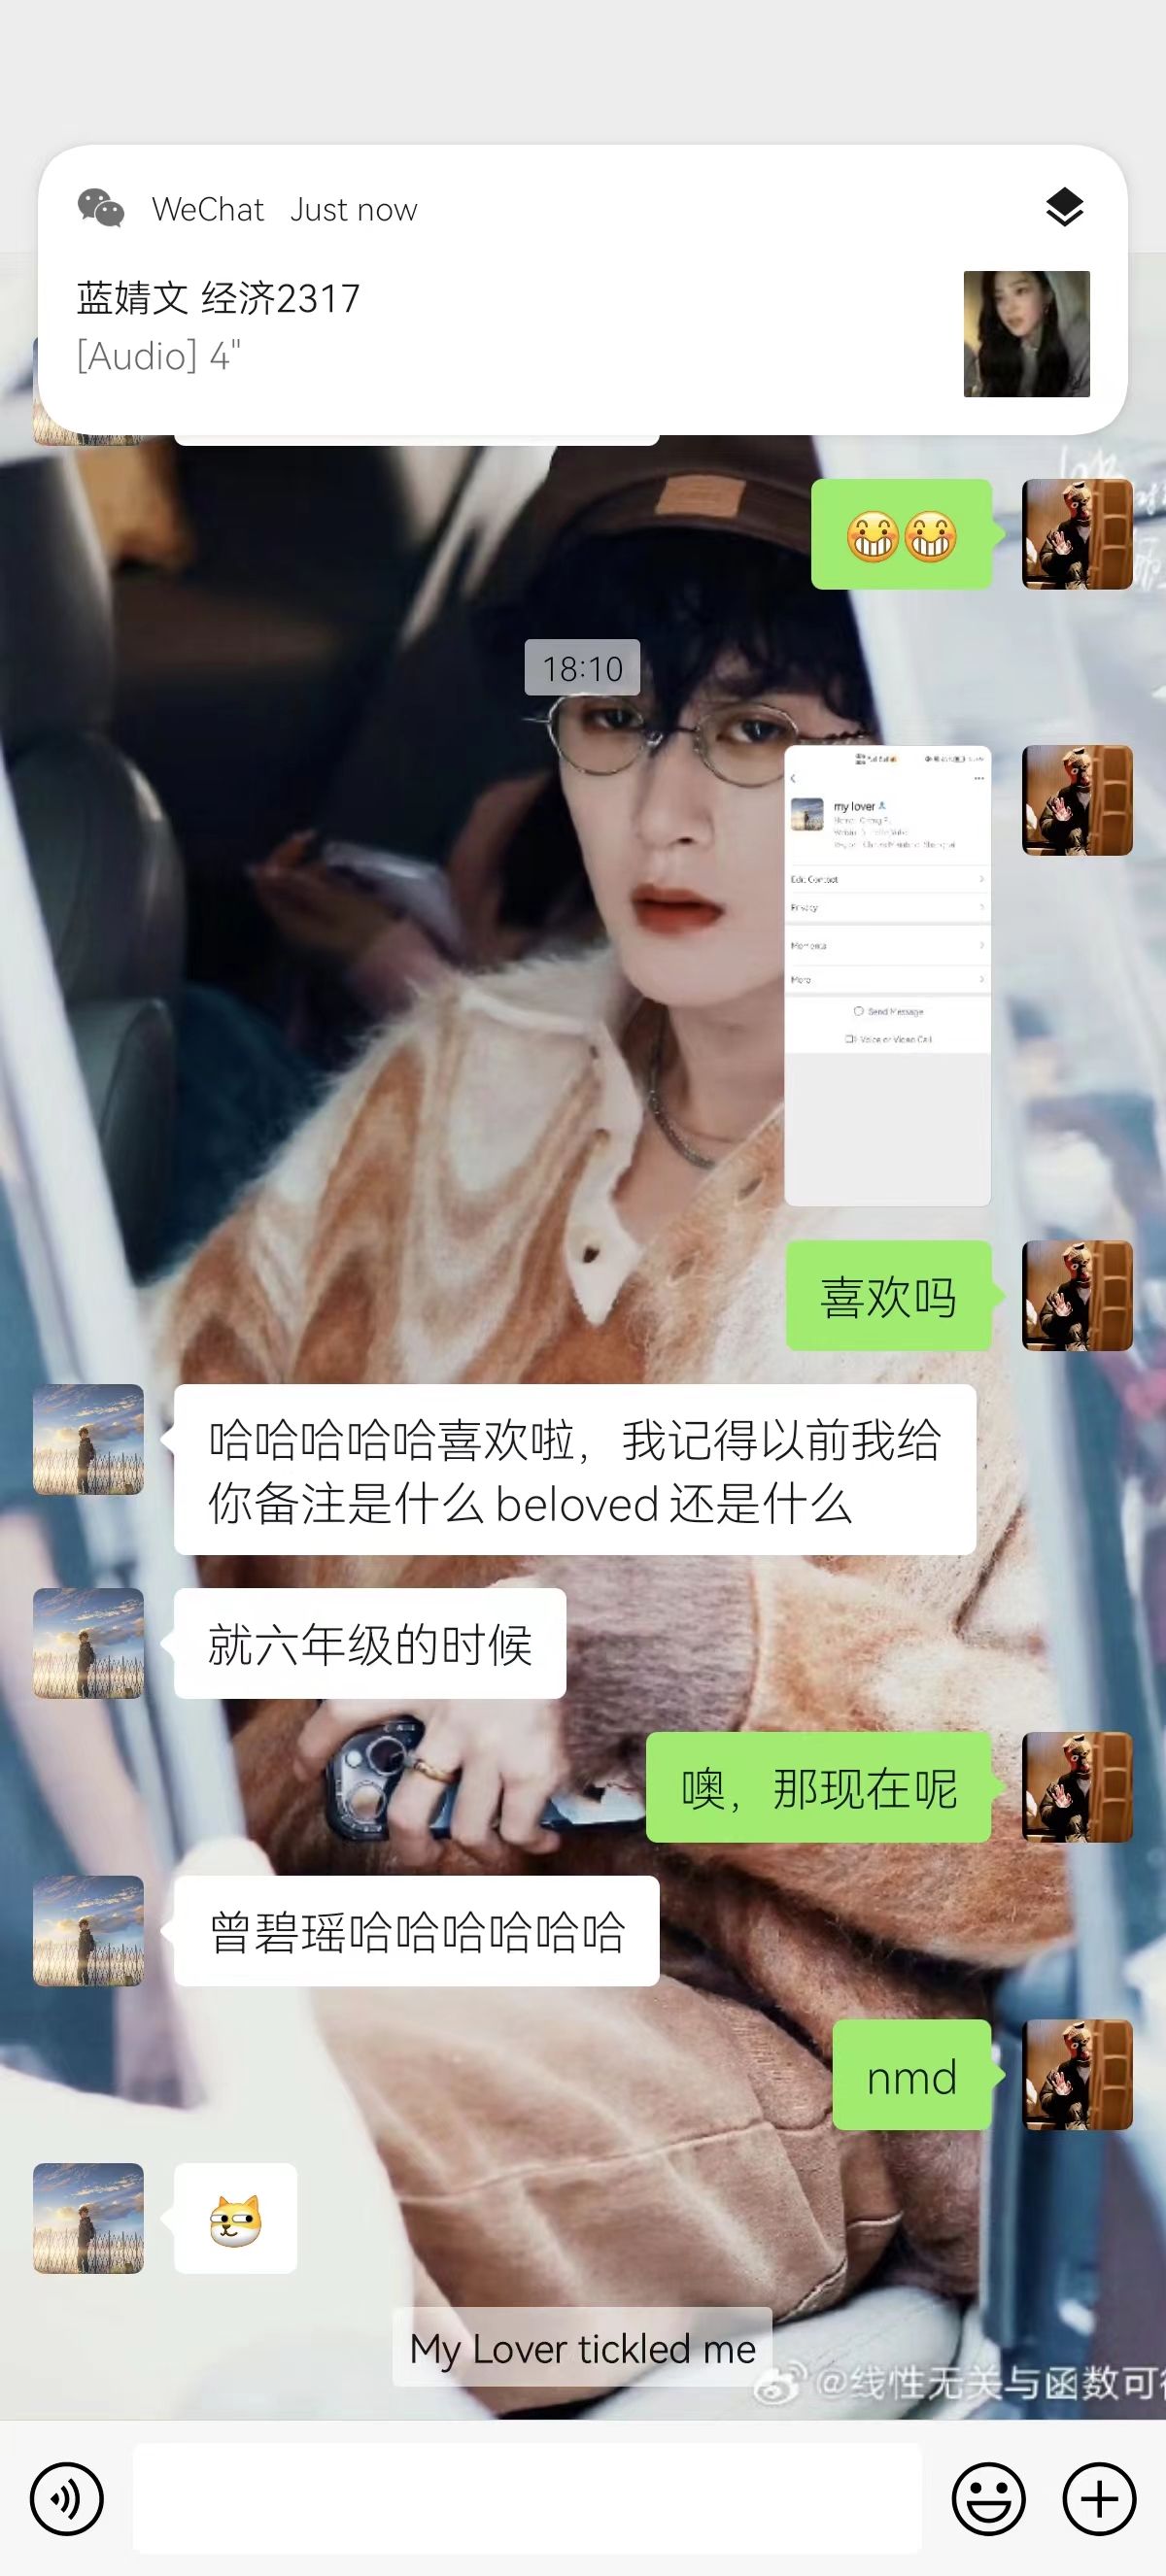 WeChat Just now
蓝婧文 经济2317
[Audio] 4"
18:10
my lover
Edit Contact
Privacy
Moments
More
Send Message
Voice or Video Call
喜欢吗
哈哈哈哈哈喜欢啦，我记得以前我给
你备注是什么 beloved 还是什么
就六年级的时候
噢，那现在呢
曾碧瑶哈哈哈哈哈哈
nmd
My Lover tickled me
@线性无关与函数可